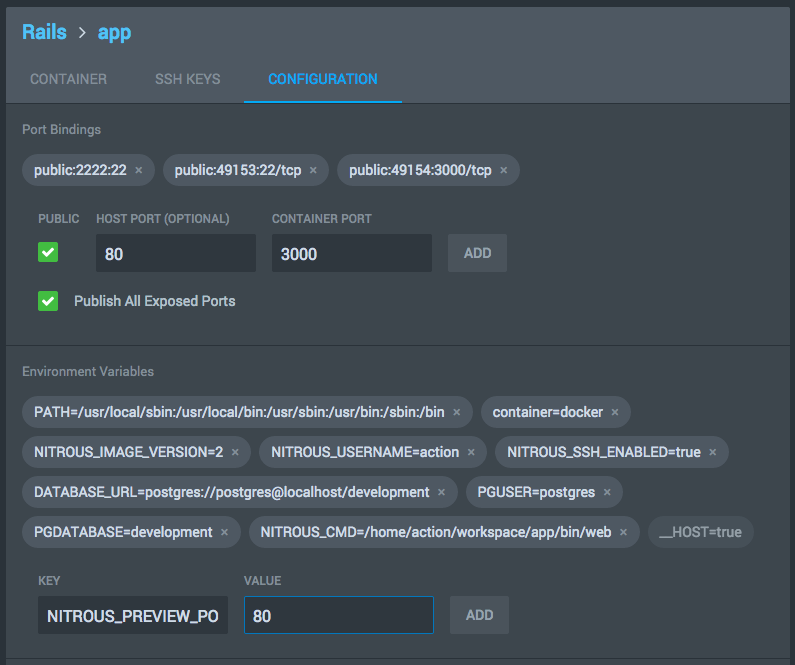 Rails > app
CONTAINER SSH KEYS CONFIGURATION
Port Bindings
public:2222:22 × public:49153:22/tcp × public:49154:3000/tcp ×
PUBLIC HOST PORT (OPTIONAL) CONTAINER PORT
80 3000 ADD
Publish All Exposed Ports
Environment Variables
PATH=/usr/local/sbin:/usr/local/bin:/usr/sbin:/usr/bin:/sbin:/bin × container=docker ×
NITROUS_IMAGE_VERSION=2 × NITROUS_USERNAME=action × NITROUS_SSH_ENABLED=true ×
DATABASE_URL=postgres://postgres@localhost/development × PGUSER=postgres ×
PGDATABASE=development × NITROUS_CMD=/home/action/workspace/app/bin/web × __HOST=true
KEY VALUE
NITROUS_PREVIEW_PO 80 ADD